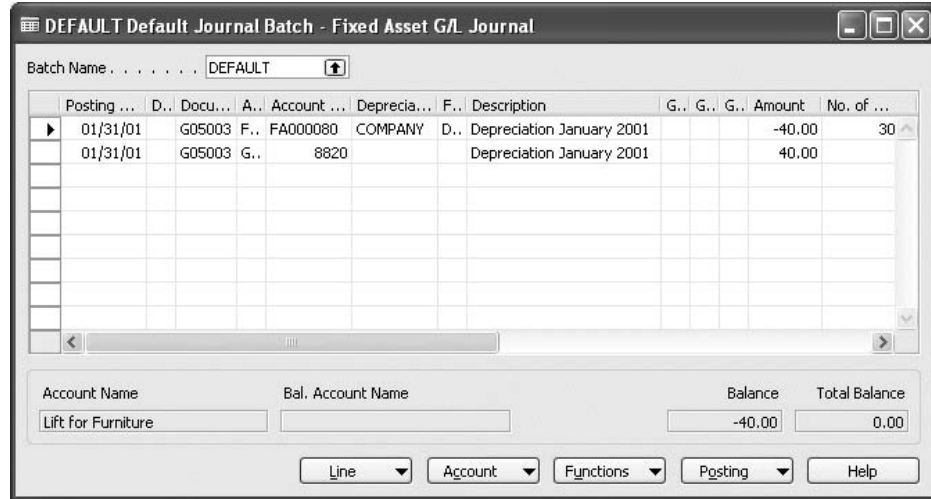 DEFAULT Default Journal Batch - Fixed Asset G/L Journal
Batch Name . . . . . . . DEFAULT
Posting ... D.. Docu... A.. Account ... Deprecia... F.. Description G.. G.. G.. Amount No. of ...
01/31/01 G05003 F.. FA000080 COMPANY D.. Depreciation January 2001 -40.00 30
01/31/01 G05003 G.. 8820 Depreciation January 2001 40.00
Account Name Bal. Account Name Balance Total Balance
Lift for Furniture -40.00 0.00
Line Account Functions Posting Help